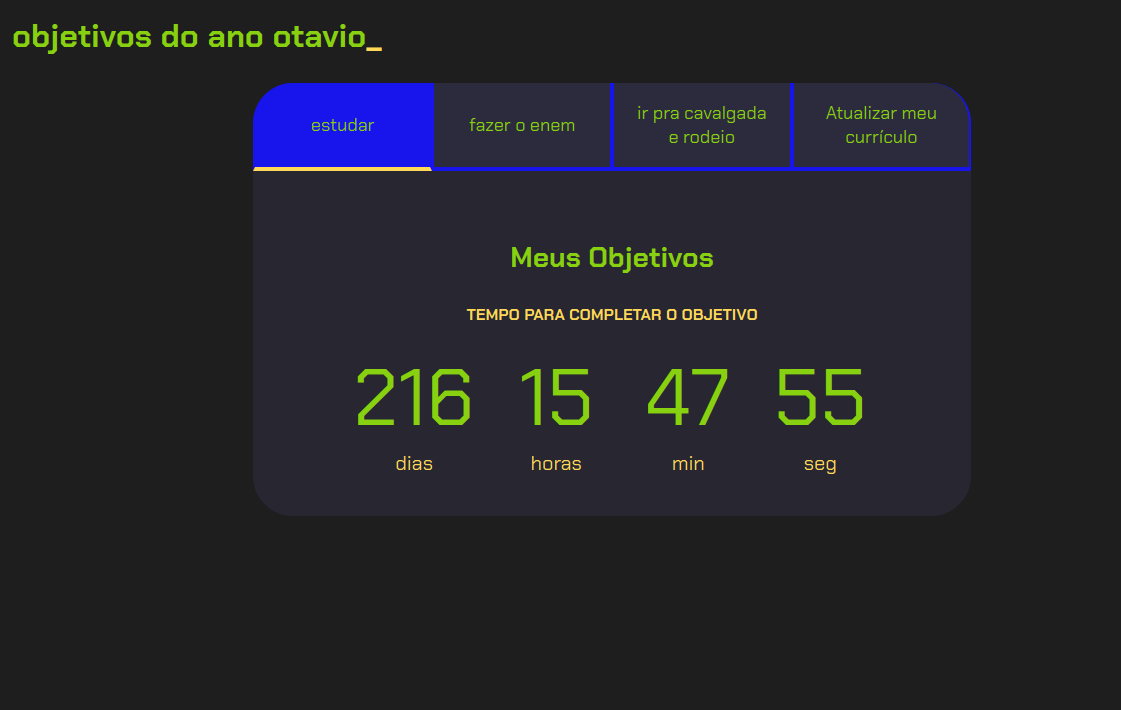 objetivos do ano otavio_
estudar
fazer o enem
ir pra cavalgada
e rodeio
Atualizar meu
currículo
Meus Objetivos
TEMPO PARA COMPLETAR O OBJETIVO
216 15 47 55
dias horas min seg